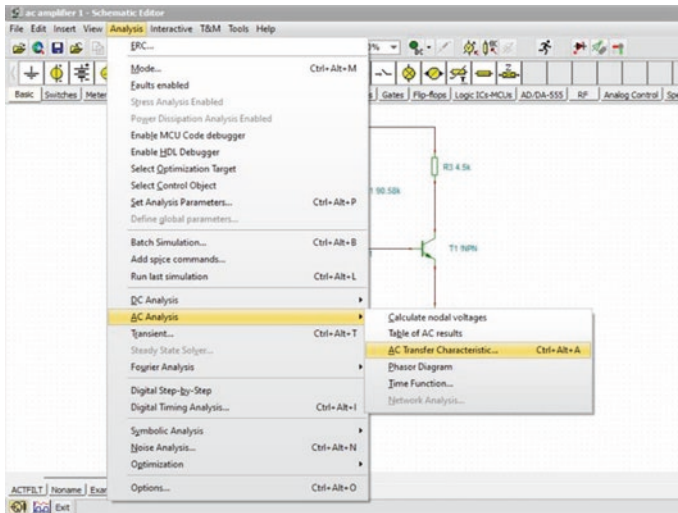 ac amplifier 1 - Schematic Editor
File Edit Insert View Analysis Interactive T&M Tools Help
ERC...
Mode... Ctrl+Alt+M
Faults enabled
Stress Analysis Enabled
Power Dissipation Analysis Enabled
Enable MCU Code debugger
Enable HDL Debugger
Select Optimization Target
Select Control Object
Set Analysis Parameters... Ctrl+Alt+P
Define global parameters...
Batch Simulation... Ctrl+Alt+B
Add spice commands...
Run last simulation Ctrl+Alt+L
DC Analysis
AC Analysis
Transient... Ctrl+Alt+T
Steady State Solver...
Fourier Analysis
Digital Step-by-Step
Digital Timing Analysis... Ctrl+Alt+I
Symbolic Analysis
Noise Analysis... Ctrl+Alt+N
Optimization
Options... Ctrl+Alt+O
Calculate nodal voltages
Table of AC results
AC Transfer Characteristic... Ctrl+Alt+A
Phasor Diagram
Time Function...
Network Analysis...
Basic Switches Meter
Gates Flip-flops Logic ICs-MCUs AD/DA-555 RF Analog Control
R3 4.5k
1 90.58k
T1 !NPN
ACTFILT Noname Exar
Exit